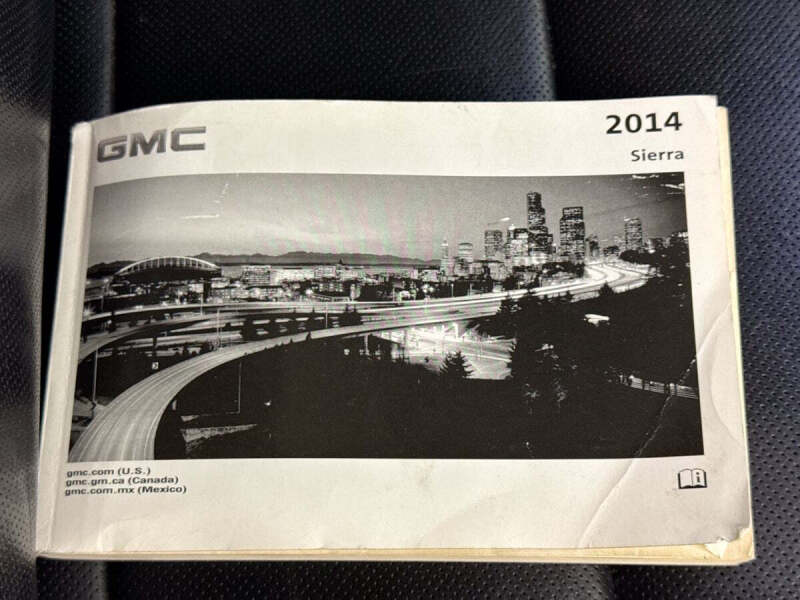 GMC
2014
Sierra
gmc.com (U.S.)
gmc.gm.ca (Canada)
gmc.com.mx (Mexico)